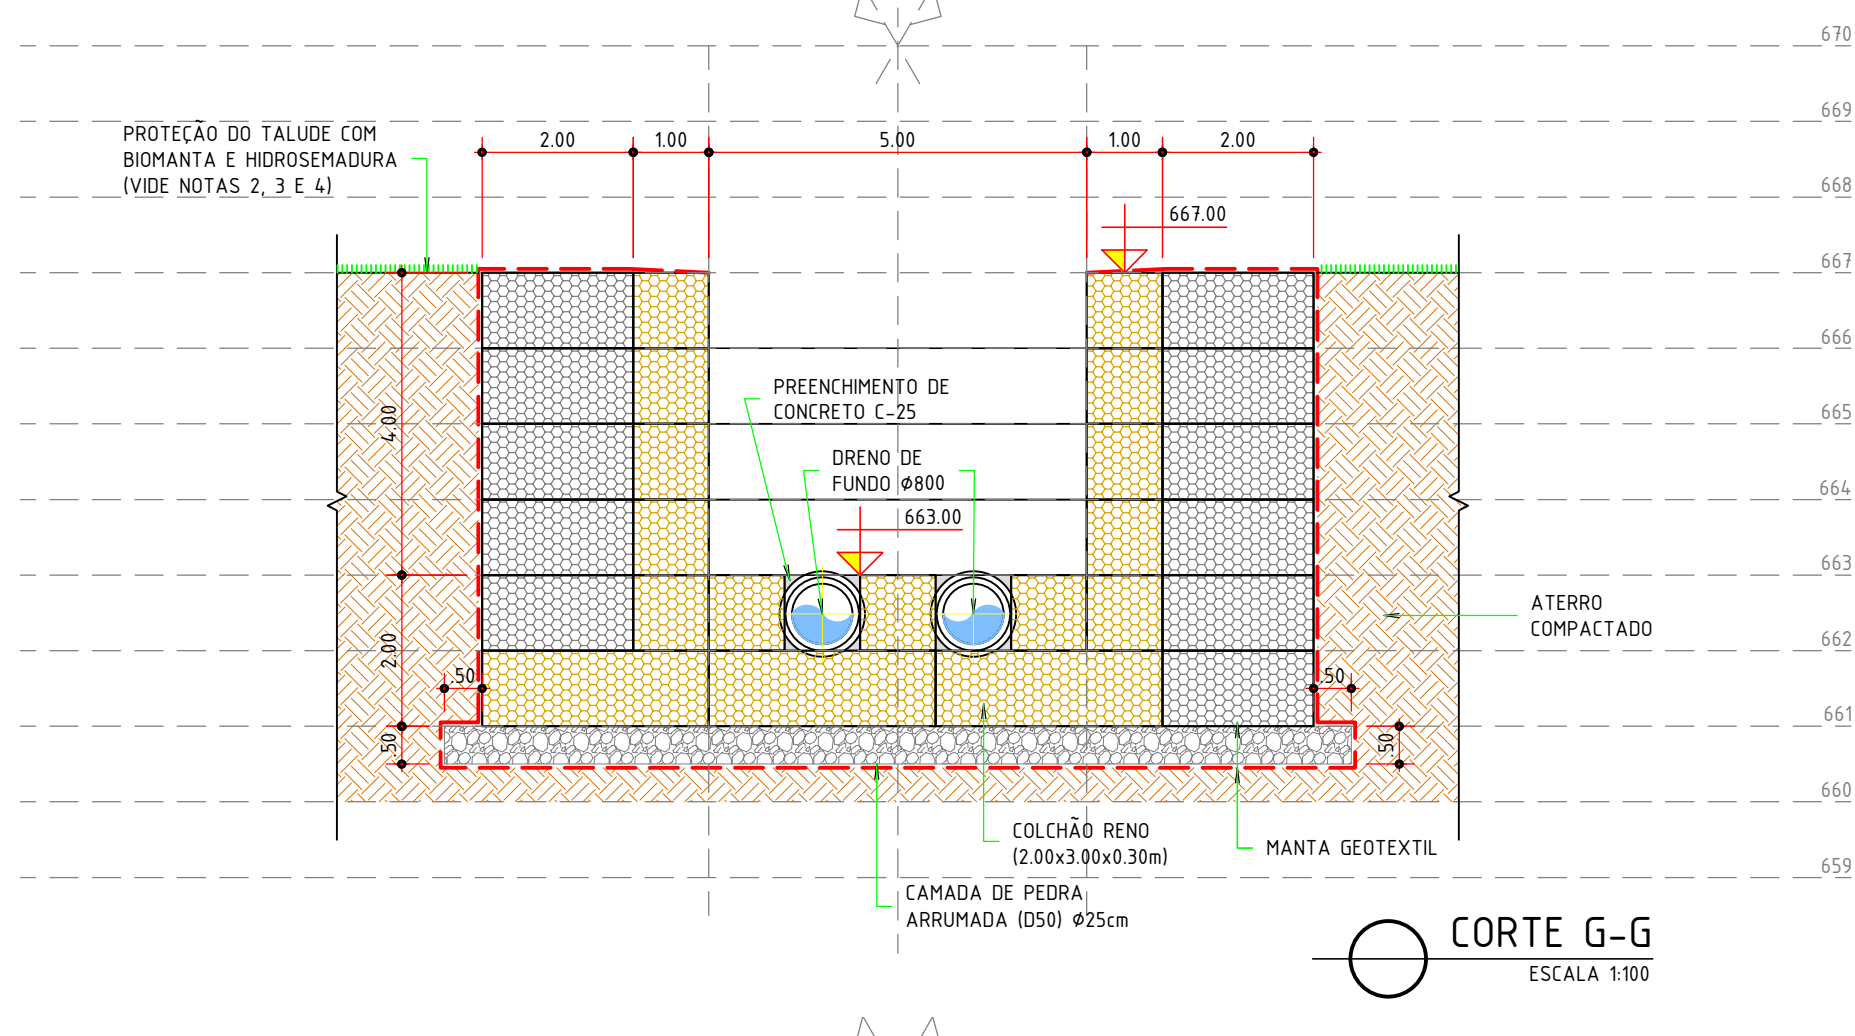 670
669
PROTEÇÃO DO TALUDE COM
BIOMANTA E HIDROSEMADURA
(VIDE NOTAS 2, 3 E 4)
2.00
1.00
5.00
1.00
2.00
668
667.00
667
666
PREENCHIMENTO DE
CONCRETO C-25
4.00
665
DRENO DE
FUNDO Ø800
664
663.00
663
ATERRO
COMPACTADO
2.00
662
.50
.50
661
.50
.50
660
COLCHÃO RENO
(2.00x3.00x0.30m)
MANTA GEOTEXTIL
659
CAMADA DE PEDRA
ARRUMADA (D50) Ø25cm
CORTE G-G
ESCALA 1:100